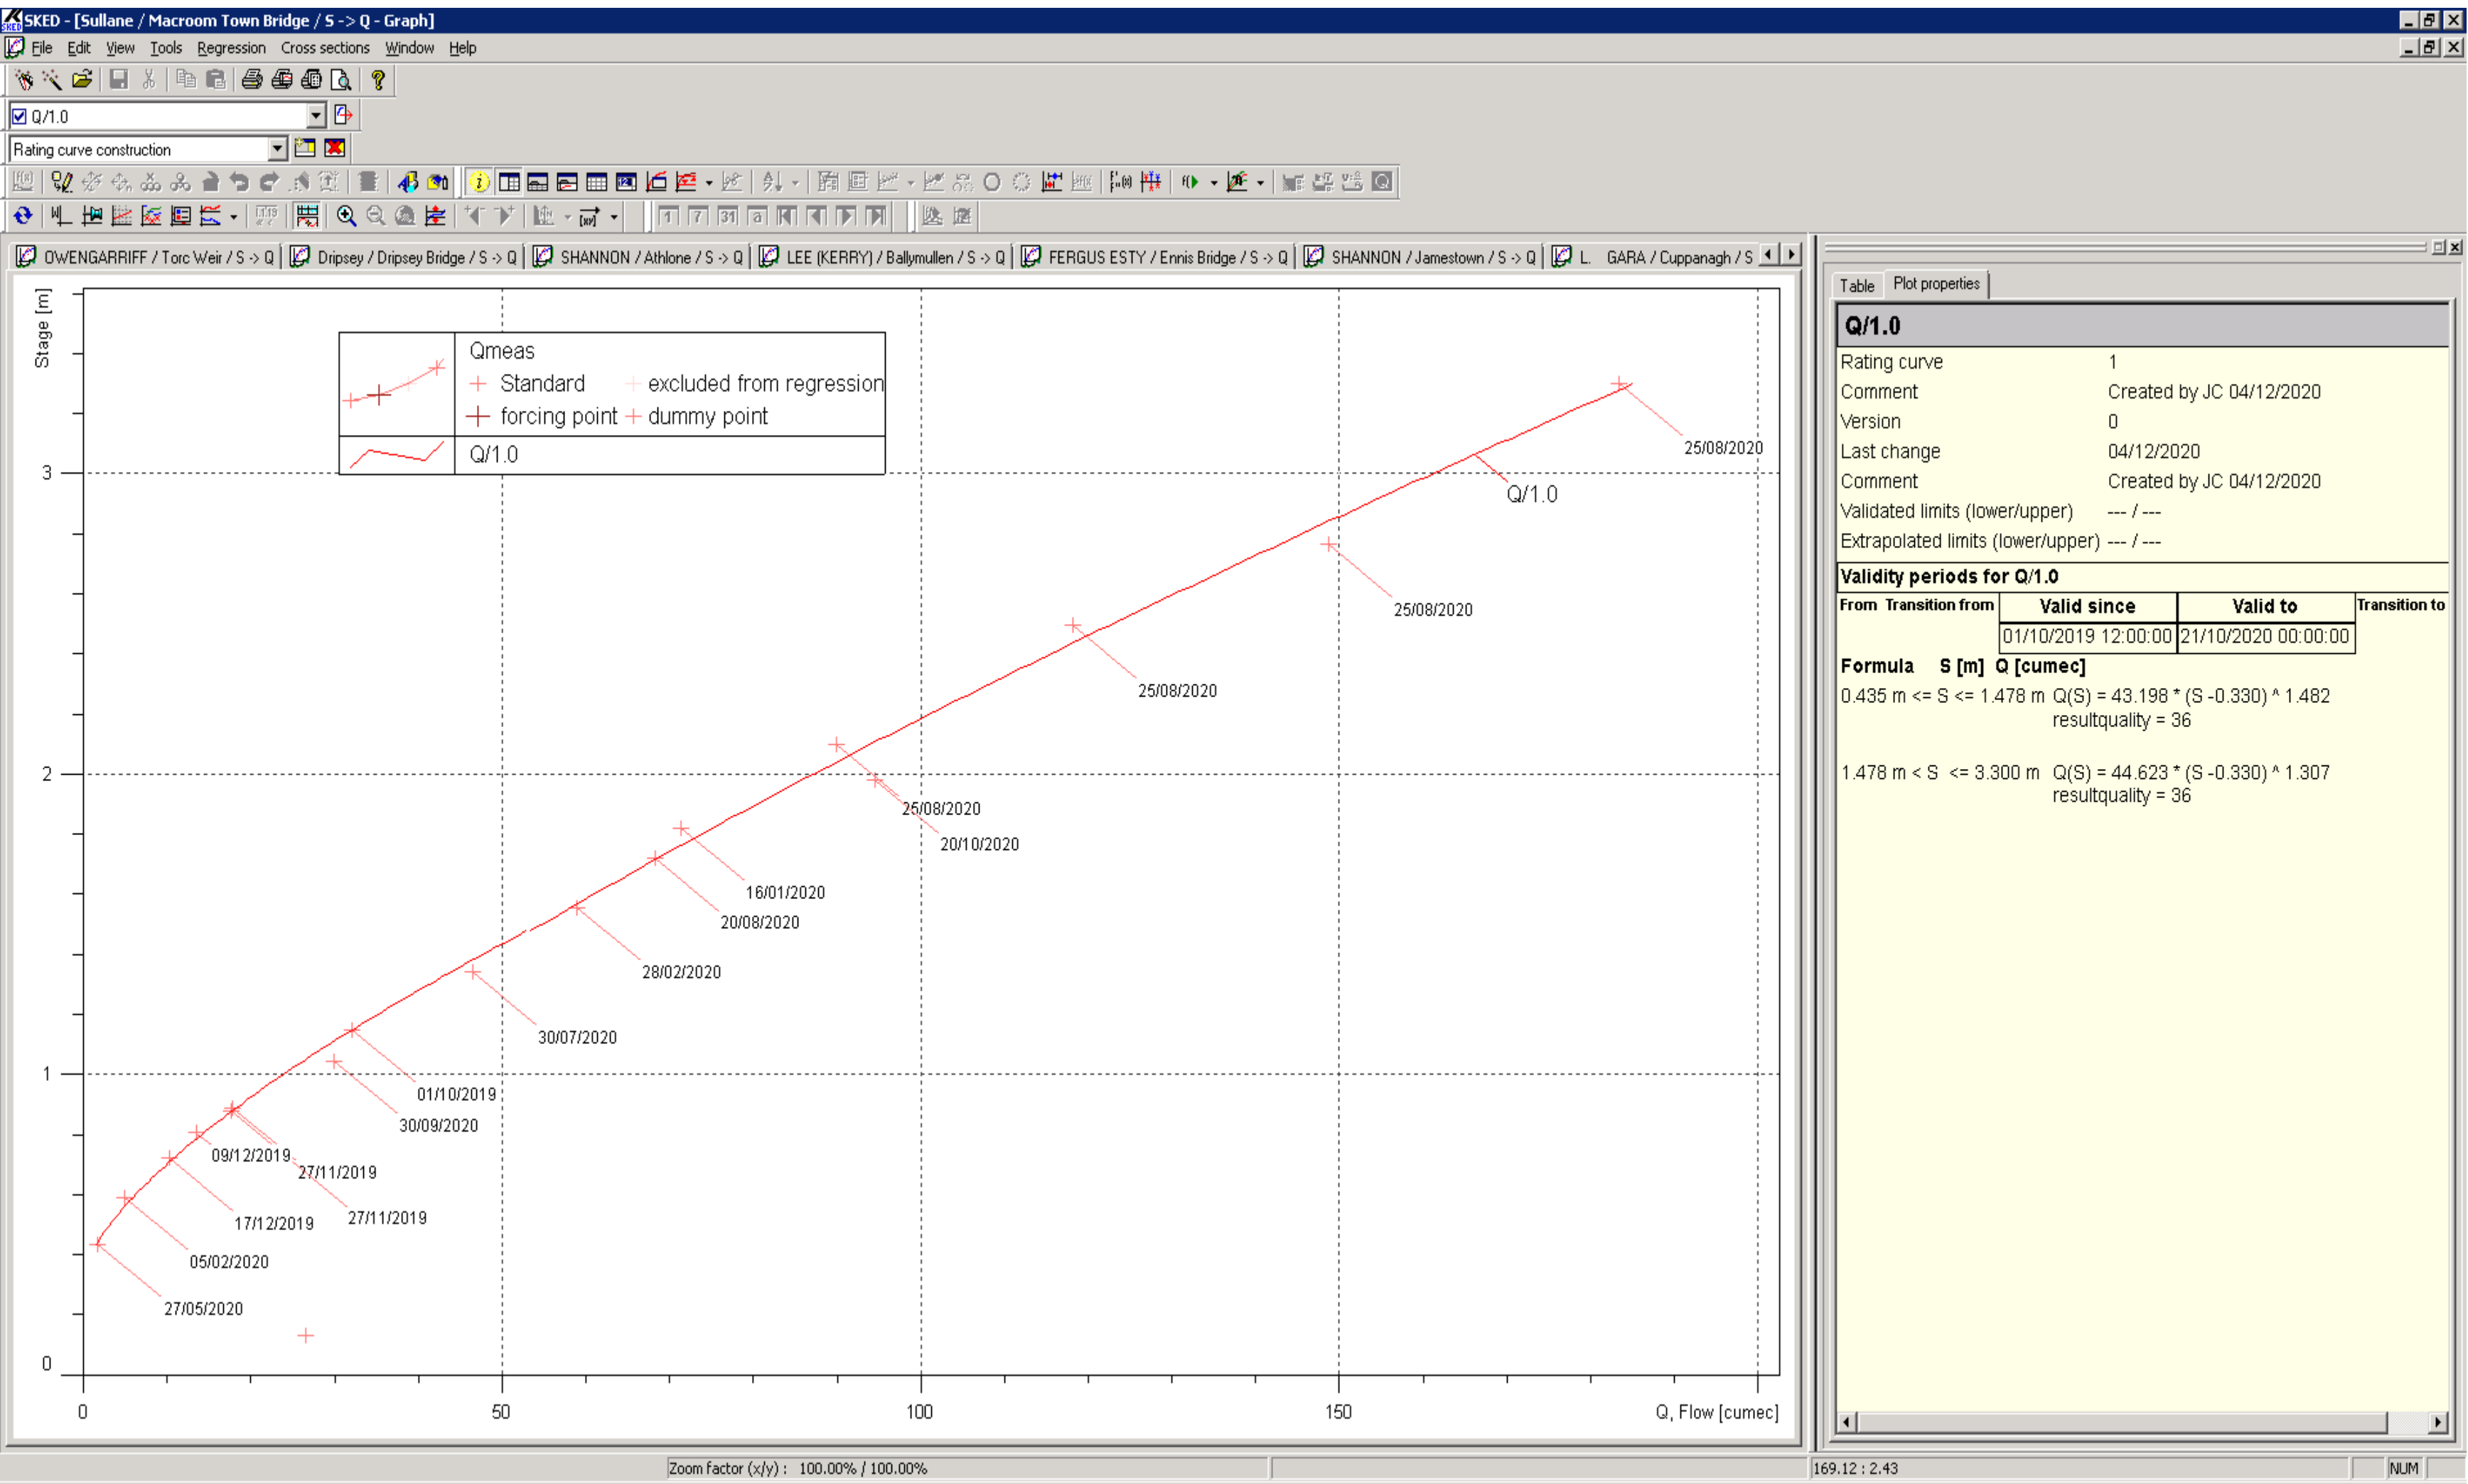 SKED - [Sullane / Macroom Town Bridge / S -> Q - Graph]
File Edit View Tools Regression Cross sections Window Help
Q/1.0
Rating curve construction
OWENGARRIFF / Torc Weir / S -> Q Dripsey / Dripsey Bridge / S -> Q SHANNON / Athlone / S -> Q LEE (KERRY) / Ballymullen / S -> Q FERGUS ESTY / Ennis Bridge / S -> Q SHANNON / Jamestown / S -> Q L. GARA / Cuppanagh / S
Stage [m]
Qmeas
Standard excluded from regression
forcing point dummy point
Q/1.0
25/08/2020
3
Q/1.0
25/08/2020
25/08/2020
2
25/08/2020
20/10/2020
16/01/2020
20/08/2020
28/02/2020
30/07/2020
1
01/10/2019
30/09/2020
09/12/2019
27/11/2019
27/11/2019
17/12/2019
05/02/2020
27/05/2020
0
0 50 100 150 Q, Flow [cumec]
Table Plot properties
Q/1.0
Rating curve 1
Comment Created by JC 04/12/2020
Version 0
Last change 04/12/2020
Comment Created by JC 04/12/2020
Validated limits (lower/upper) --- / ---
Extrapolated limits (lower/upper) --- / ---
Validity periods for Q/1.0
From Transition from Valid since Valid to Transition to
01/10/2019 12:00:00 21/10/2020 00:00:00
Formula S [m] Q [cumec]
0.435 m <= S <= 1.478 m Q(S) = 43.198 * (S -0.330) ^ 1.482
resultquality = 36
1.478 m < S <= 3.300 m Q(S) = 44.623 * (S -0.330) ^ 1.307
resultquality = 36
Zoom factor (x/y) : 100.00% / 100.00% 169.12 : 2.43 NUM